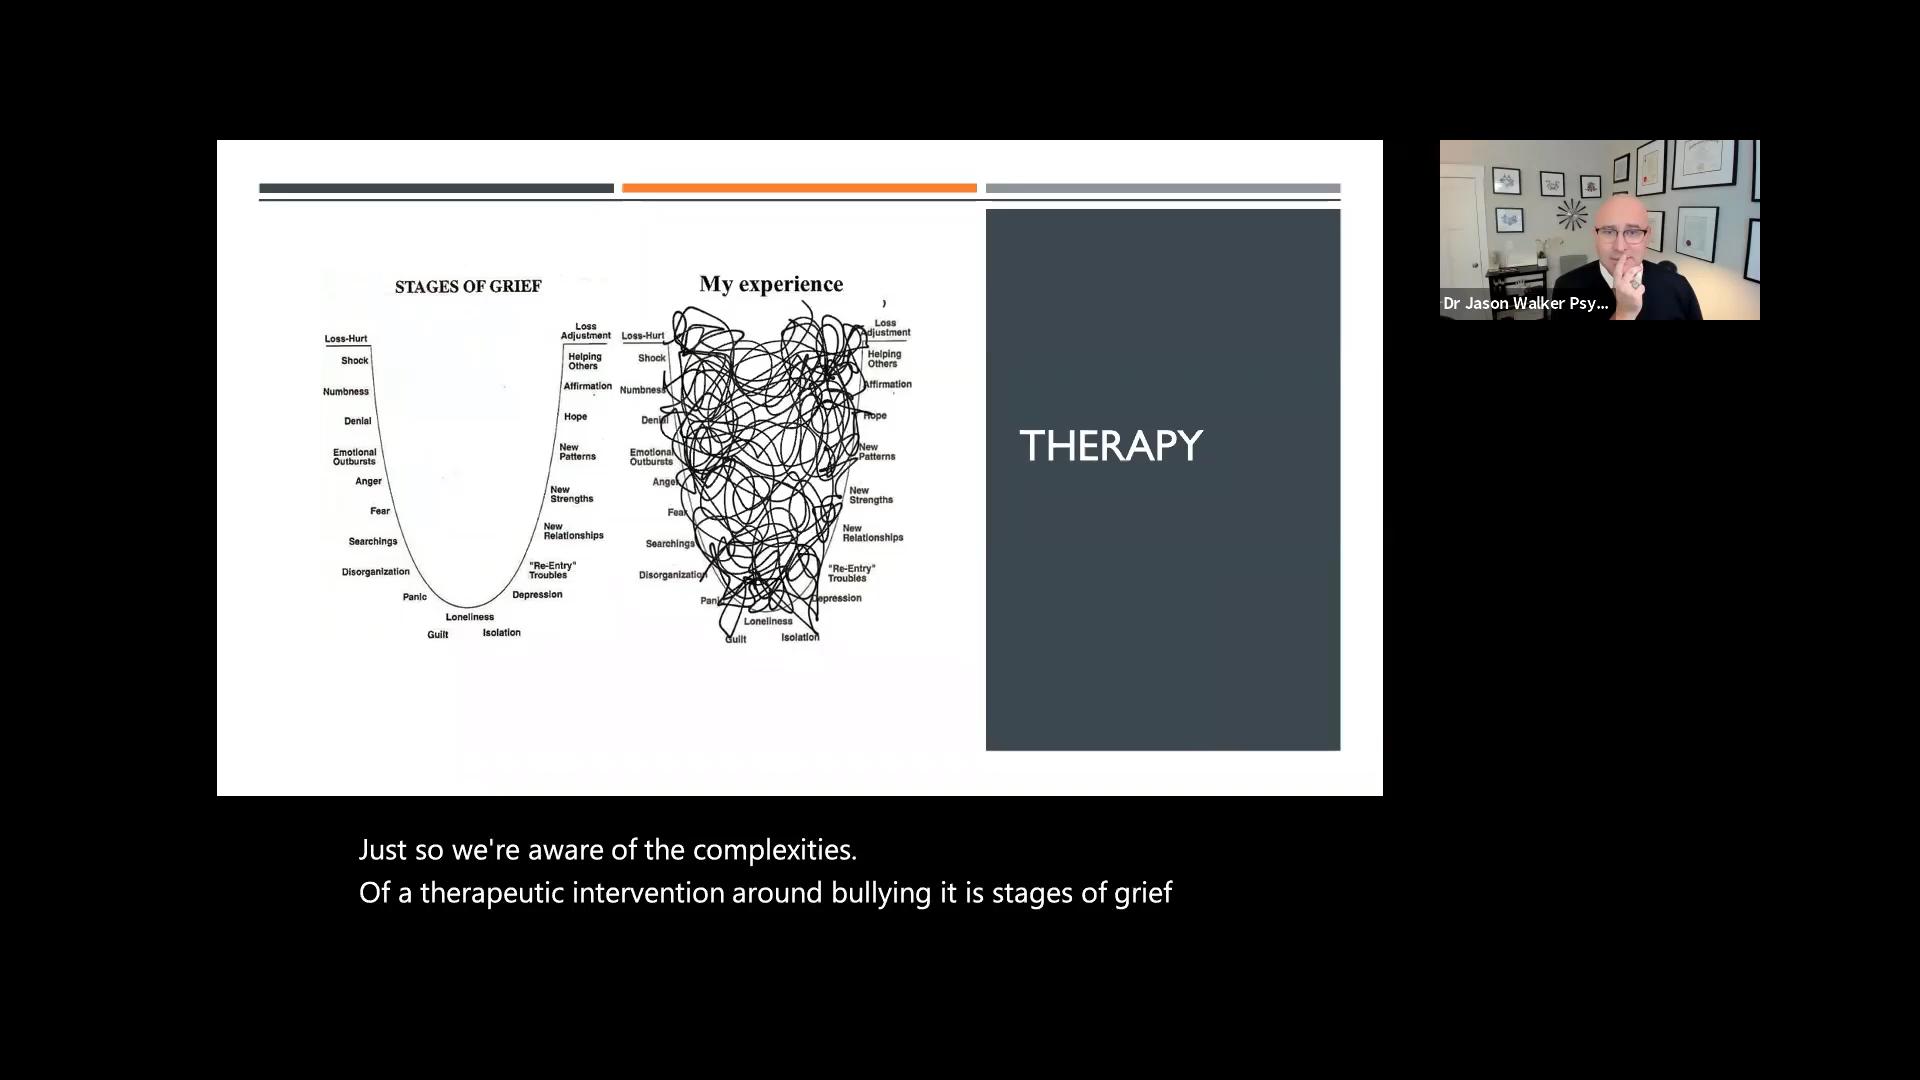 STAGES OF GRIEF
Loss-Hurt
Shock
Numbness
Denial
Emotional
Outbursts
Anger
Fear
Searchings
Disorganization
Panic
Loneliness
Guilt
Isolation
Depression
"Re-Entry"
Troubles
New
Relationships
New
Strengths
New
Patterns
Hope
Affirmation
Helping
Others
Loss
Adjustment
My experience
Loss-Hurt
Shock
Numbness
Denial
Emotional
Outbursts
Anger
Fear
Searchings
Disorganization
Panic
Loneliness
Guilt
Isolation
Depression
"Re-Entry"
Troubles
New
Relationships
New
Strengths
New
Patterns
Hope
Affirmation
Helping
Others
Loss
Adjustment
THERAPY
Dr Jason Walker Psy...
Just so we're aware of the complexities.
Of a therapeutic intervention around bullying it is stages of grief